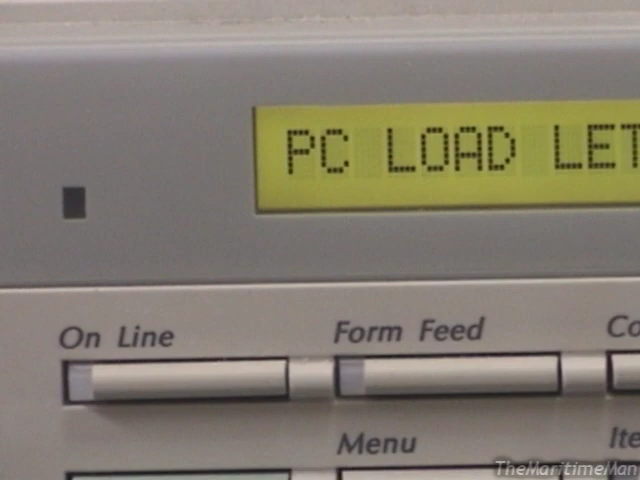 PC LOAD LET
On Line
Form Feed
Co
Menu
Ite
TheMaritimeMan